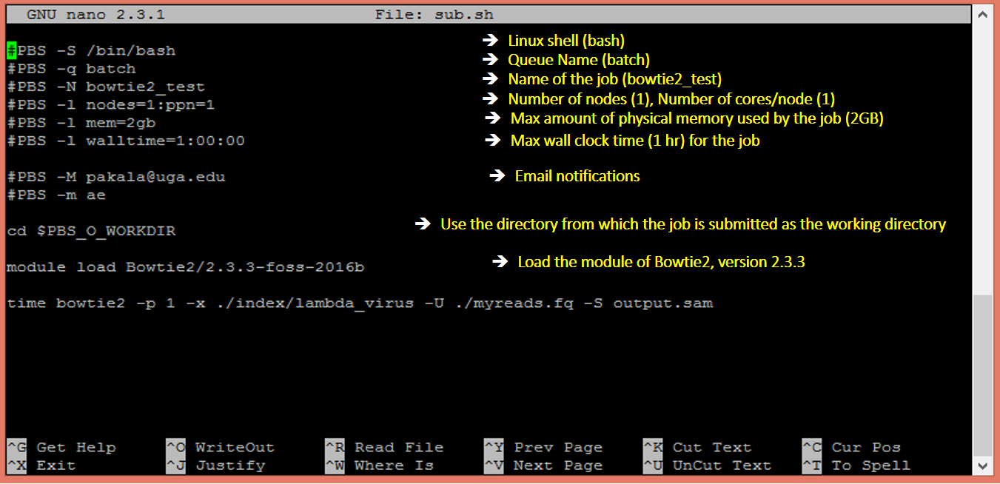 GNU nano 2.3.1 File: sub.sh
#PBS -S /bin/bash ➔ Linux shell (bash)
#PBS -q batch ➔ Queue Name (batch)
#PBS -N bowtie2_test ➔ Name of the job (bowtie2_test)
#PBS -l nodes=1:ppn=1 ➔ Number of nodes (1), Number of cores/node (1)
#PBS -l mem=2gb ➔ Max amount of physical memory used by the job (2GB)
#PBS -l walltime=1:00:00 ➔ Max wall clock time (1 hr) for the job
#PBS -M pakala@uga.edu ➔ Email notifications
#PBS -m ae
cd $PBS_O_WORKDIR ➔ Use the directory from which the job is submitted as the working directory
module load Bowtie2/2.3.3-foss-2016b ➔ Load the module of Bowtie2, version 2.3.3
time bowtie2 -p 1 -x ./index/lambda_virus -U ./myreads.fq -S output.sam
^G Get Help ^O WriteOut ^R Read File ^Y Prev Page ^K Cut Text ^C Cur Pos
^X Exit ^J Justify ^W Where Is ^V Next Page ^U UnCut Text ^T To Spell